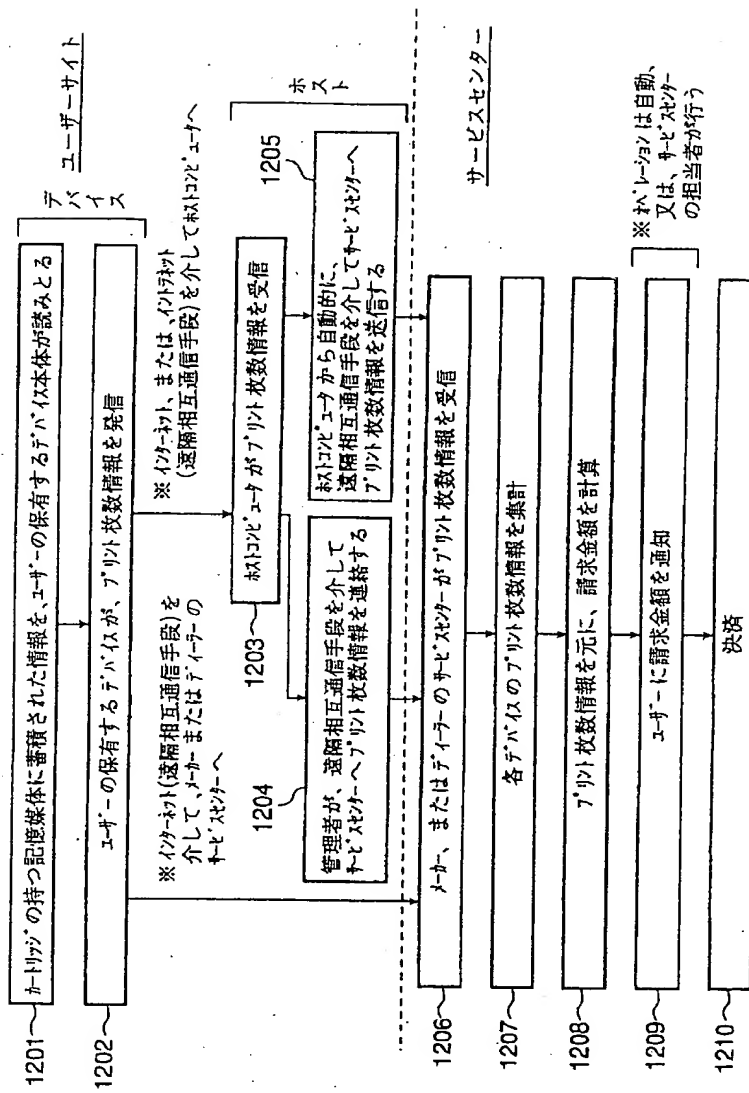 ユーザーサイト
デバイス
1201 カートリッジの持つ記憶媒体に蓄積された情報を、ユーザーの保有するデバイス本体が読みとる
1202 ユーザーの保有するデバイスが、プリント枚数情報を発信
※インターネット(遠隔相互通信手段)を
介して、メーカーまたはディーラーの
サービスセンターへ
※インターネット、または、イントラネット
(遠隔相互通信手段)を介してホストコンピュータへ
ホスト
1203 ホストコンピュータがプリント枚数情報を受信
1204
管理者が、遠隔相互通信手段を介して
サービスセンターへプリント枚数情報を連絡する
1205
ホストコンピュータから自動的に、
遠隔相互通信手段を介してサービスセンターへ
プリント枚数情報を送信する
サービスセンター
1206 メーカー、またはディーラーのサービスセンターがプリント枚数情報を受信
1207 各デバイスのプリント枚数情報を集計
1208 プリント枚数情報を元に、請求金額を計算
1209 ユーザーに請求金額を通知
※オペレーションは自動、
又は、サービスセンター
の担当者が行う
1210 決済